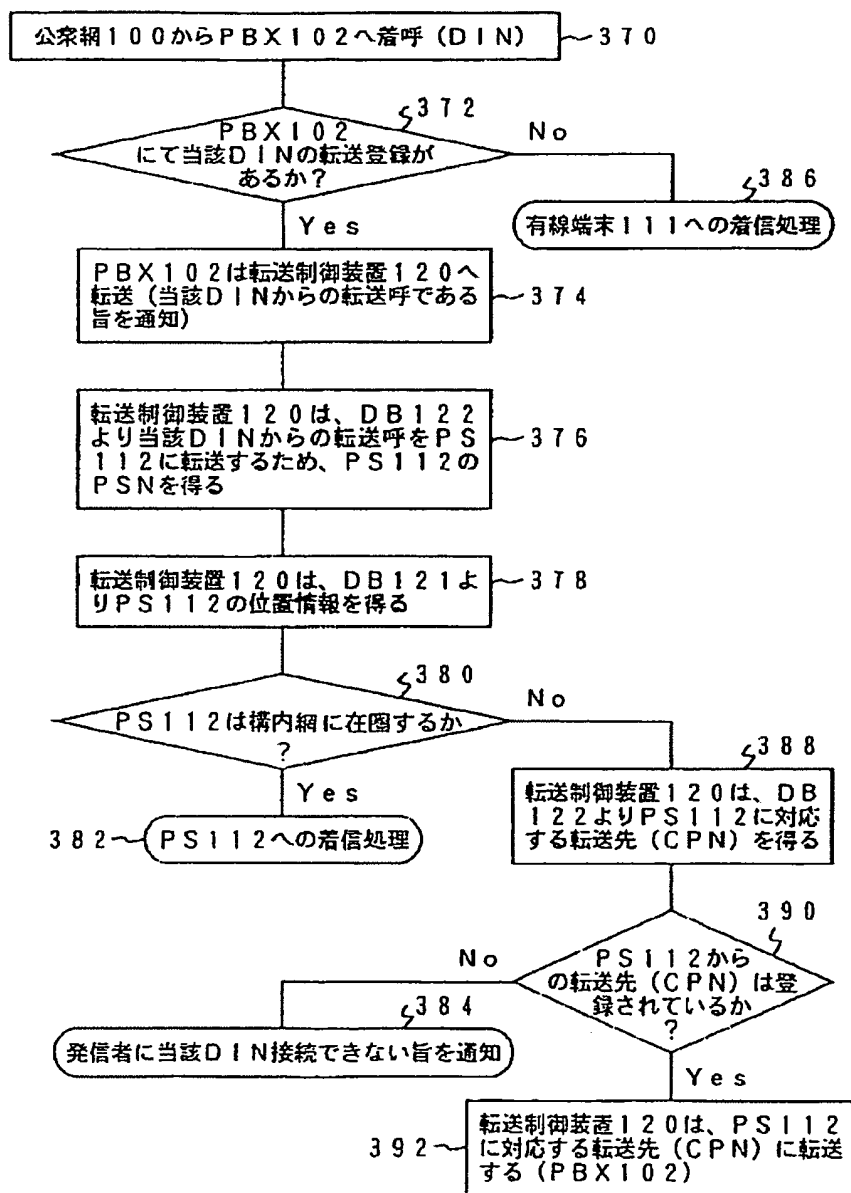 公衆網100からPBX102へ着呼(DIN)
370
372
PBX102
にて当該DINの転送登録が
あるか?
No
386
有線端末111への着信処理
Yes
PBX102は転送制御装置120へ
転送(当該DINからの転送呼である
旨を通知)
374
転送制御装置120は、DB122
より当該DINからの転送呼をPS
112に転送するため、PS112の
PSNを得る
376
転送制御装置120は、DB121よ
りPS112の位置情報を得る
378
380
PS112は構内網に在圏するか
?
No
Yes
382
PS112への着信処理
388
転送制御装置120は、DB
122よりPS112に対応
する転送先(CPN)を得る
390
PS112から
の転送先(CPN)は登
録されているか
?
No
384
発信者に当該DIN接続できない旨を通知
Yes
392
転送制御装置120は、PS112
に対応する転送先(CPN)に転送
する(PBX102)